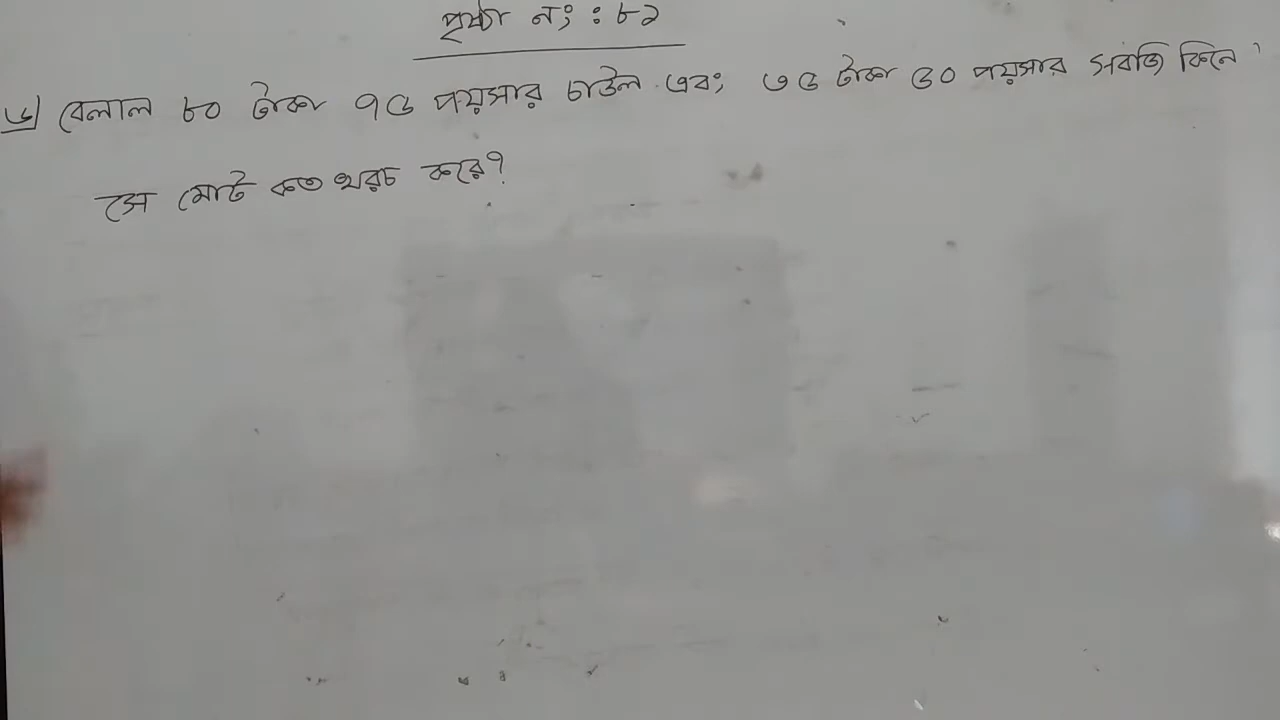 পৃষ্ঠা নং : ৮২
৬) বেলাল ৮০ টাকা ৭৫ পয়সার চাউল এবং ৩৫ টাকা ৫০ পয়সার সবজি কিনে।
সে মোট কত খরচ করে?